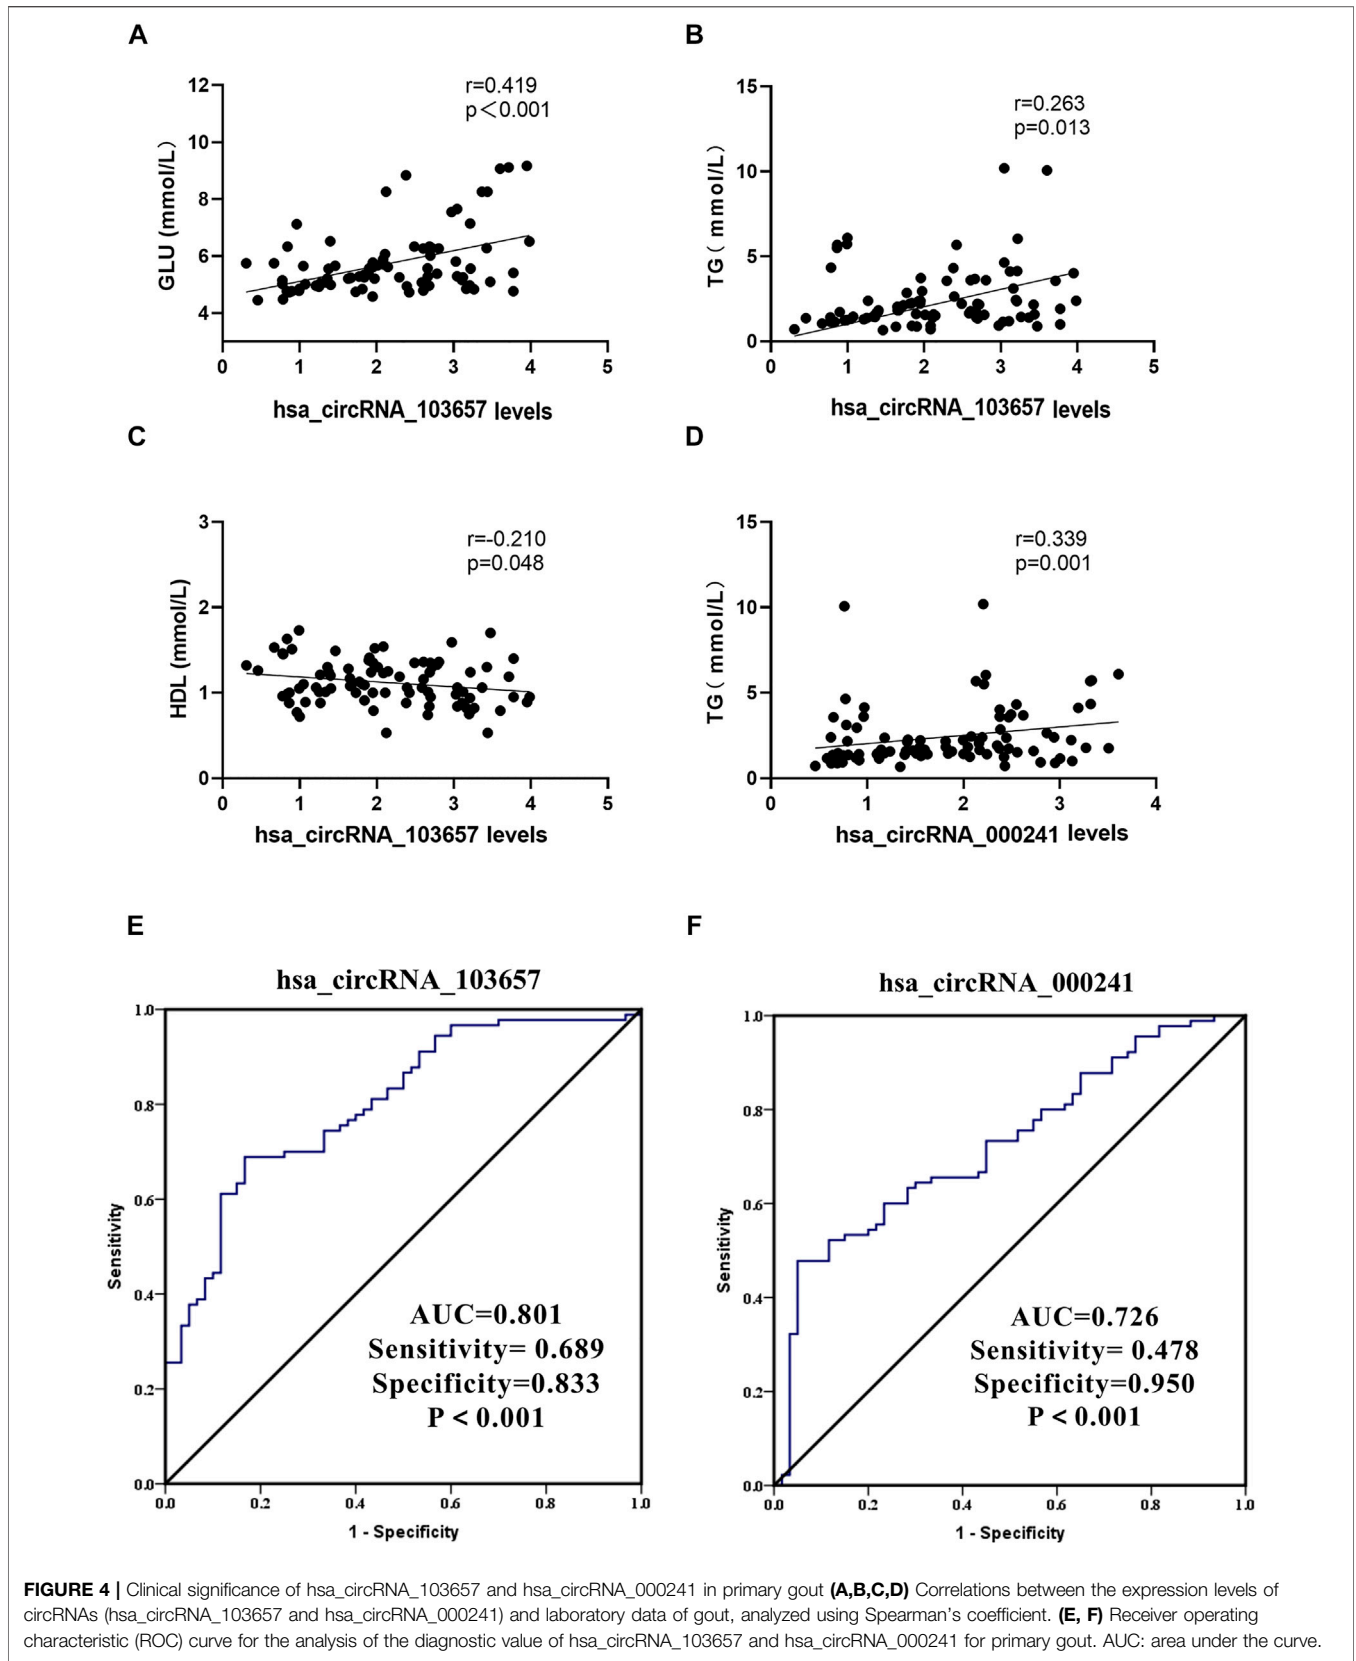 A
r=0.419
p<0.001
GLU (mmol/L)
12
10
8
6
4
0 1 2 3 4 5
hsa_circRNA_103657 levels
B
r=0.263
p=0.013
TG ( mmol/L)
15
10
5
0
0 1 2 3 4 5
hsa_circRNA_103657 levels
C
r=-0.210
p=0.048
HDL (mmol/L)
3
2
1
0
0 1 2 3 4 5
hsa_circRNA_103657 levels
D
r=0.339
p=0.001
TG ( mmol/L)
15
10
5
0
0 1 2 3 4
hsa_circRNA_000241 levels
E
hsa_circRNA_103657
1.0
0.8
0.6
0.4
0.2
0.0
Sensitivity
AUC=0.801
Sensitivity= 0.689
Specificity=0.833
P < 0.001
0.0 0.2 0.4 0.6 0.8 1.0
1 - Specificity
F
hsa_circRNA_000241
1.0
0.8
0.6
0.4
0.2
0.0
Sensitivity
AUC=0.726
Sensitivity= 0.478
Specificity=0.950
P < 0.001
0.0 0.2 0.4 0.6 0.8 1.0
1 - Specificity
FIGURE 4 | Clinical significance of hsa_circRNA_103657 and hsa_circRNA_000241 in primary gout (A,B,C,D) Correlations between the expression levels of
circRNAs (hsa_circRNA_103657 and hsa_circRNA_000241) and laboratory data of gout, analyzed using Spearman's coefficient. (E, F) Receiver operating
characteristic (ROC) curve for the analysis of the diagnostic value of hsa_circRNA_103657 and hsa_circRNA_000241 for primary gout. AUC: area under the curve.